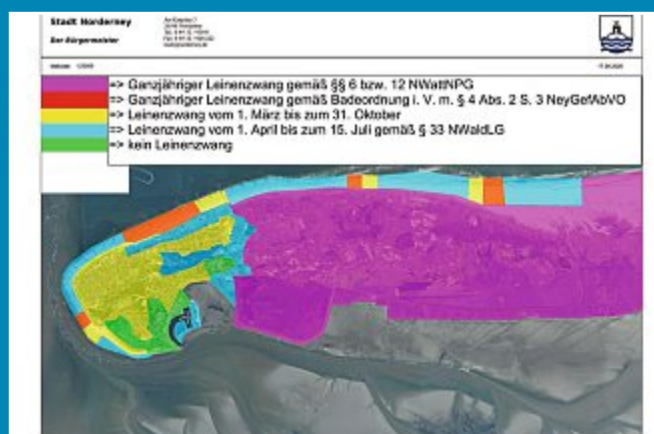 Stadt Norderney
Der Bürgermeister
=> Ganzjähriger Leinenzwang gemäß §§ 6 bzw. 12 NWattNPG
=> Ganzjähriger Leinenzwang gemäß Badeordnung i. V. m. § 4 Abs. 2 S. 3 NeyGefAbVO
=> Leinenzwang vom 1. März bis zum 31. Oktober
=> Leinenzwang vom 1. April bis zum 15. Juli gemäß § 33 NWaldLG
=> kein Leinenzwang